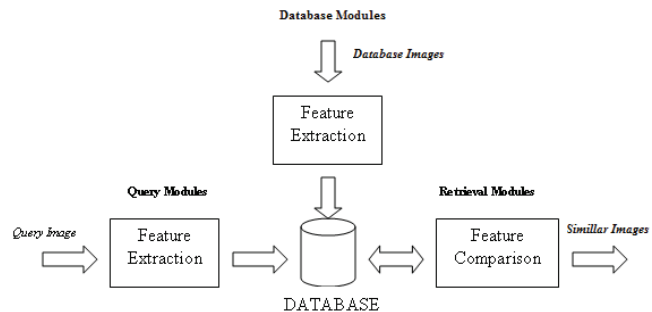 Database Modules
Database Images
Feature
Extraction
Query Modules
Retrieval Modules
Query Image
Feature
Extraction
Feature
Comparison
Simillar Images
DATABASE